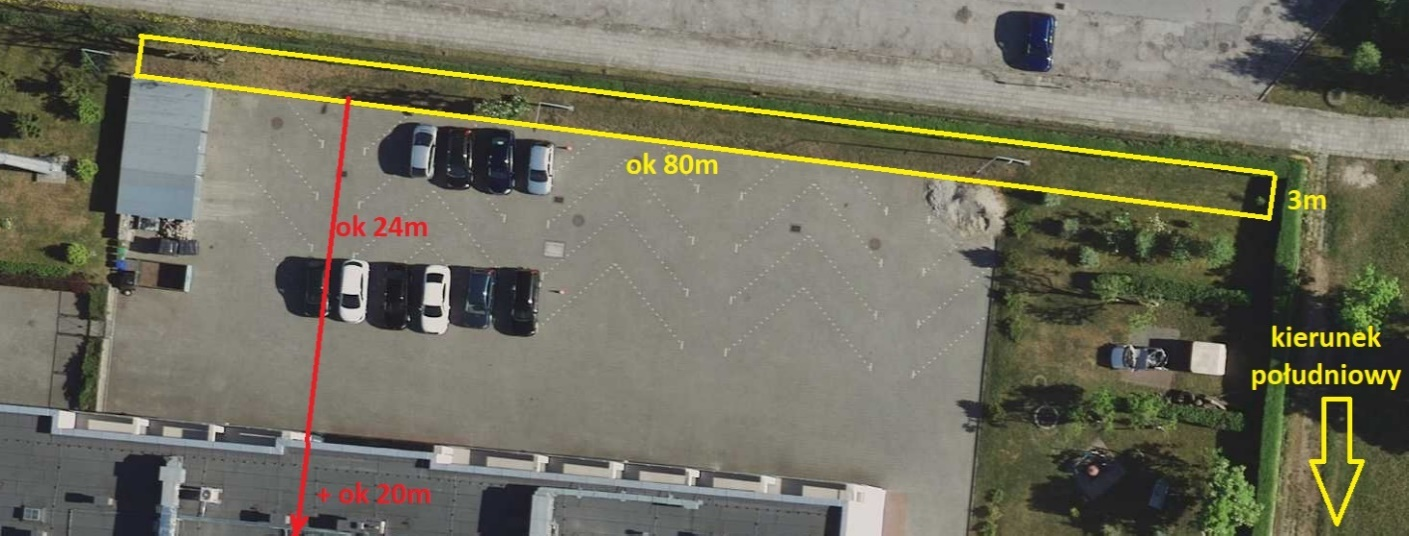 ok 80m
3m
ok 24m
kierunek
południowy
+ ok 20m